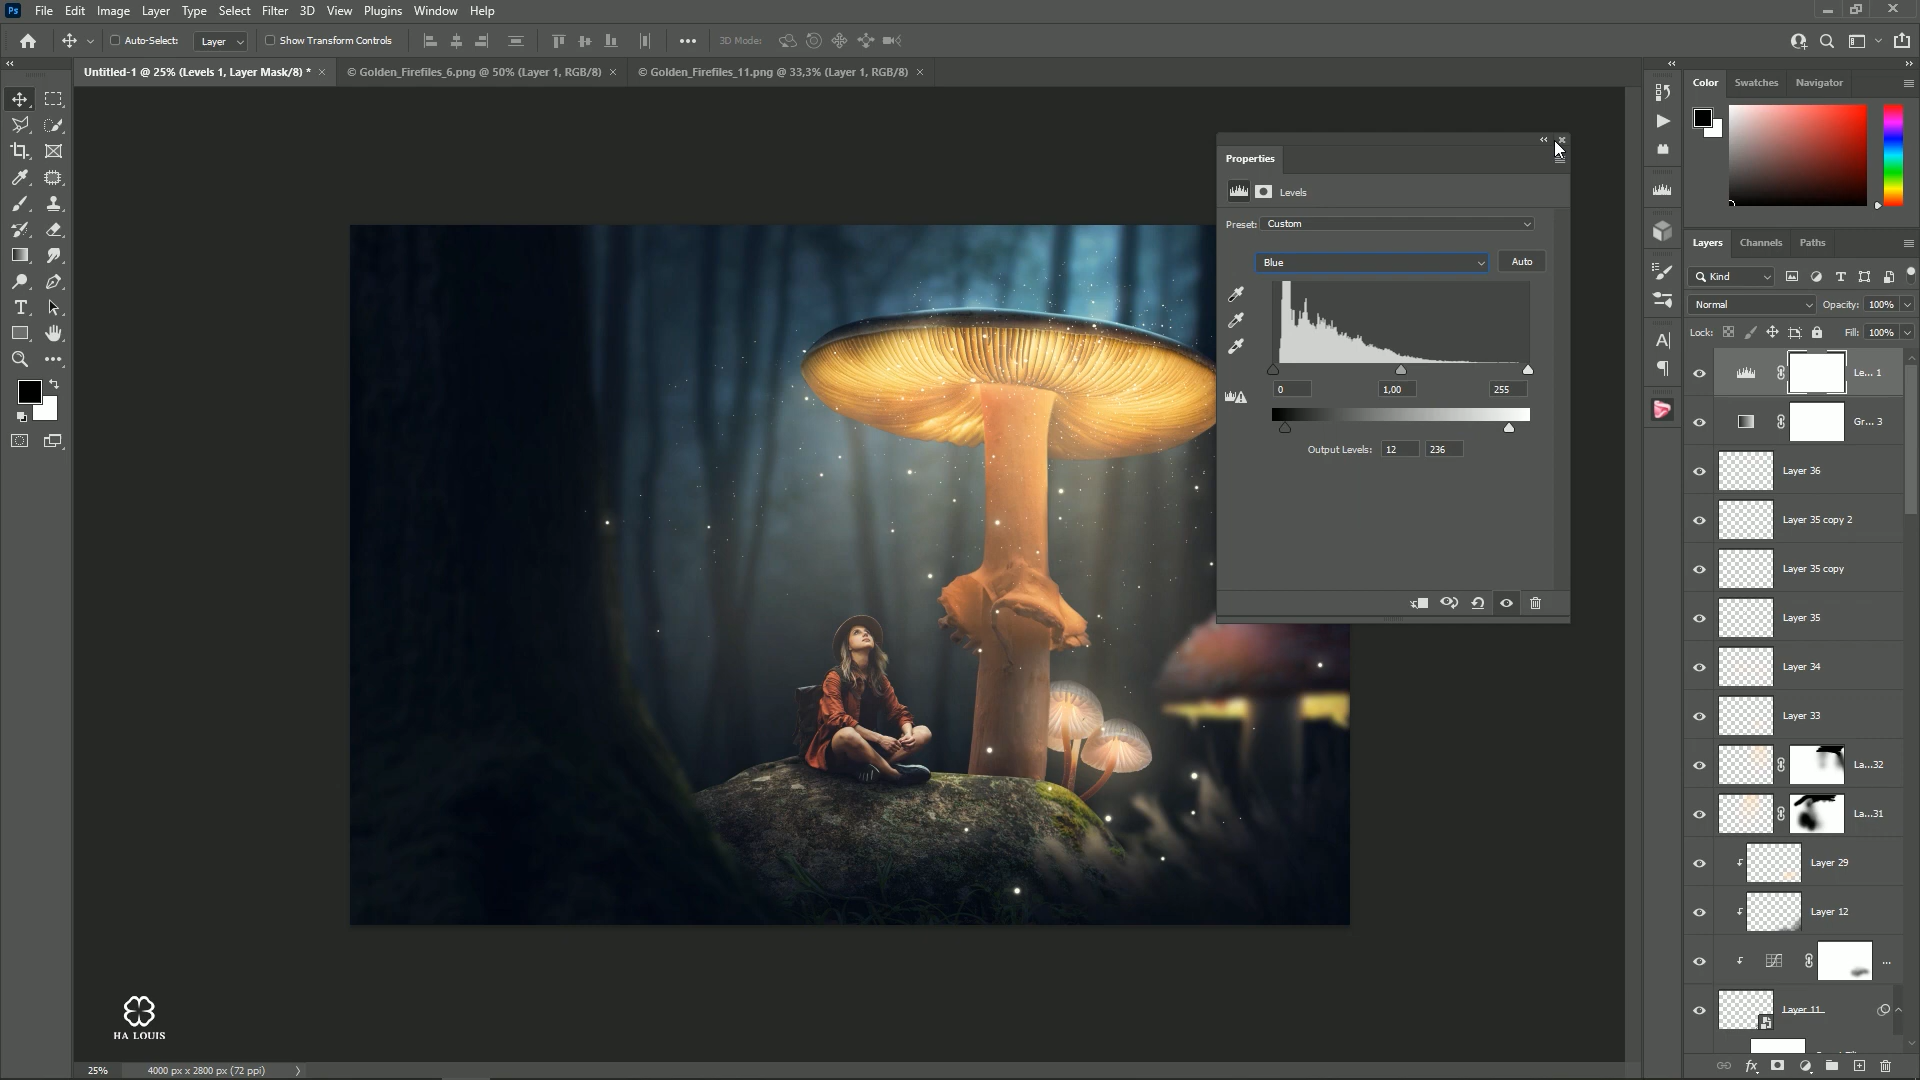 Ps File Edit Image Layer Type Select Filter 3D View Plugins Window Help
Auto-Select: Layer Show Transform Controls 3D Mode:
Untitled-1 @ 25% (Levels 1, Layer Mask/8) * × © Golden_Firefiles_6.png @ 50% (Layer 1, RGB/8) × © Golden_Firefiles_11.png @ 33,3% (Layer 1, RGB/8) ×
Color Swatches Navigator
Properties
Levels
Preset: Custom
Blue Auto
0 1,00 255
Output Levels: 12 236
Layers Channels Paths
Kind
Normal Opacity: 100%
Lock: Fill: 100%
Le... 1
Gr... 3
Layer 36
Layer 35 copy 2
Layer 35 copy
Layer 35
Layer 34
Layer 33
La...32
La...31
Layer 29
Layer 12
...
Layer 11
HA LOUIS
25% 4000 px x 2800 px (72 ppi)